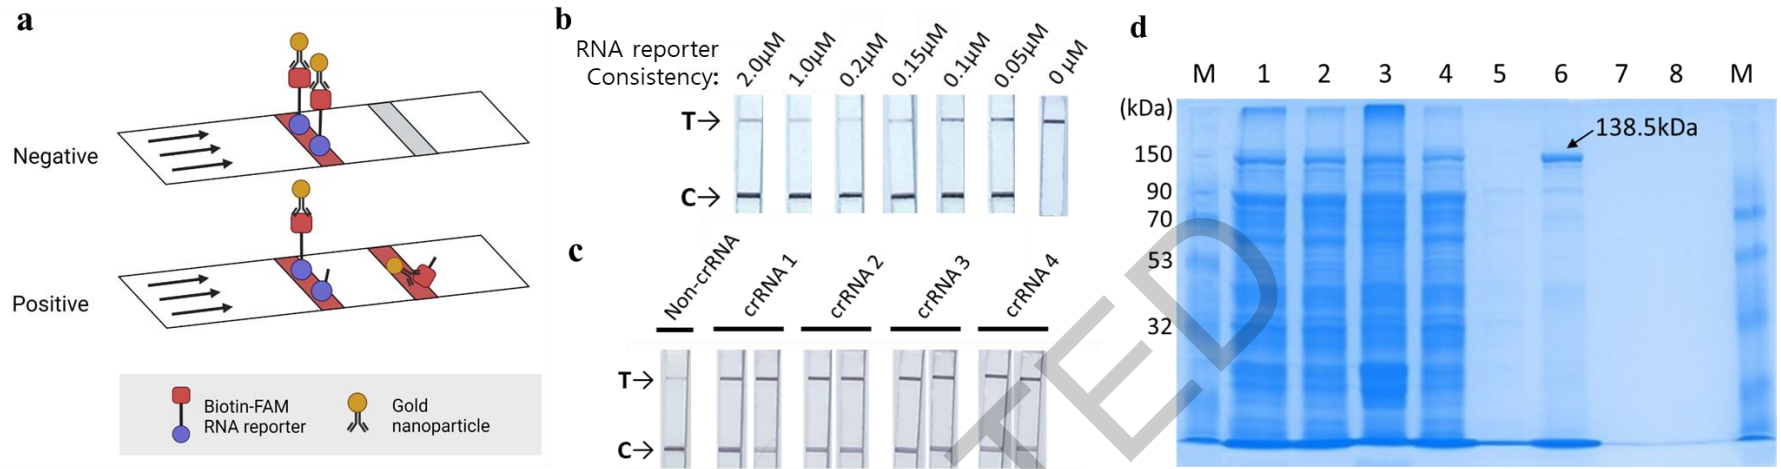 a
Negative
Positive
Biotin-FAM
RNA reporter
Gold
nanoparticle
b
RNA reporter
Consistency:
2.0μM
1.0μM
0.2μM
0.15μM
0.1μM
0.05μM
0 μM
T→
C→
c
Non-crRNA
crRNA 1
crRNA 2
crRNA 3
crRNA 4
T→
C→
d
M 1 2 3 4 5 6 7 8 M
(kDa)
150
90
70
53
32
138.5kDa
TED